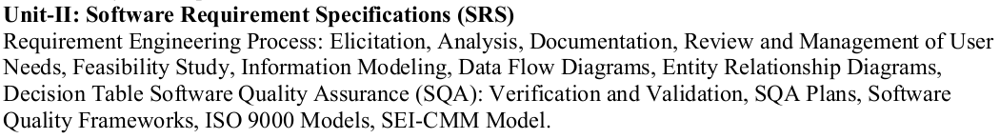 Unit-II: Software Requirement Specifications (SRS)
Requirement Engineering Process: Elicitation, Analysis, Documentation, Review and Management of User
Needs, Feasibility Study, Information Modeling, Data Flow Diagrams, Entity Relationship Diagrams,
Decision Table Software Quality Assurance (SQA): Verification and Validation, SQA Plans, Software
Quality Frameworks, ISO 9000 Models, SEI-CMM Model.